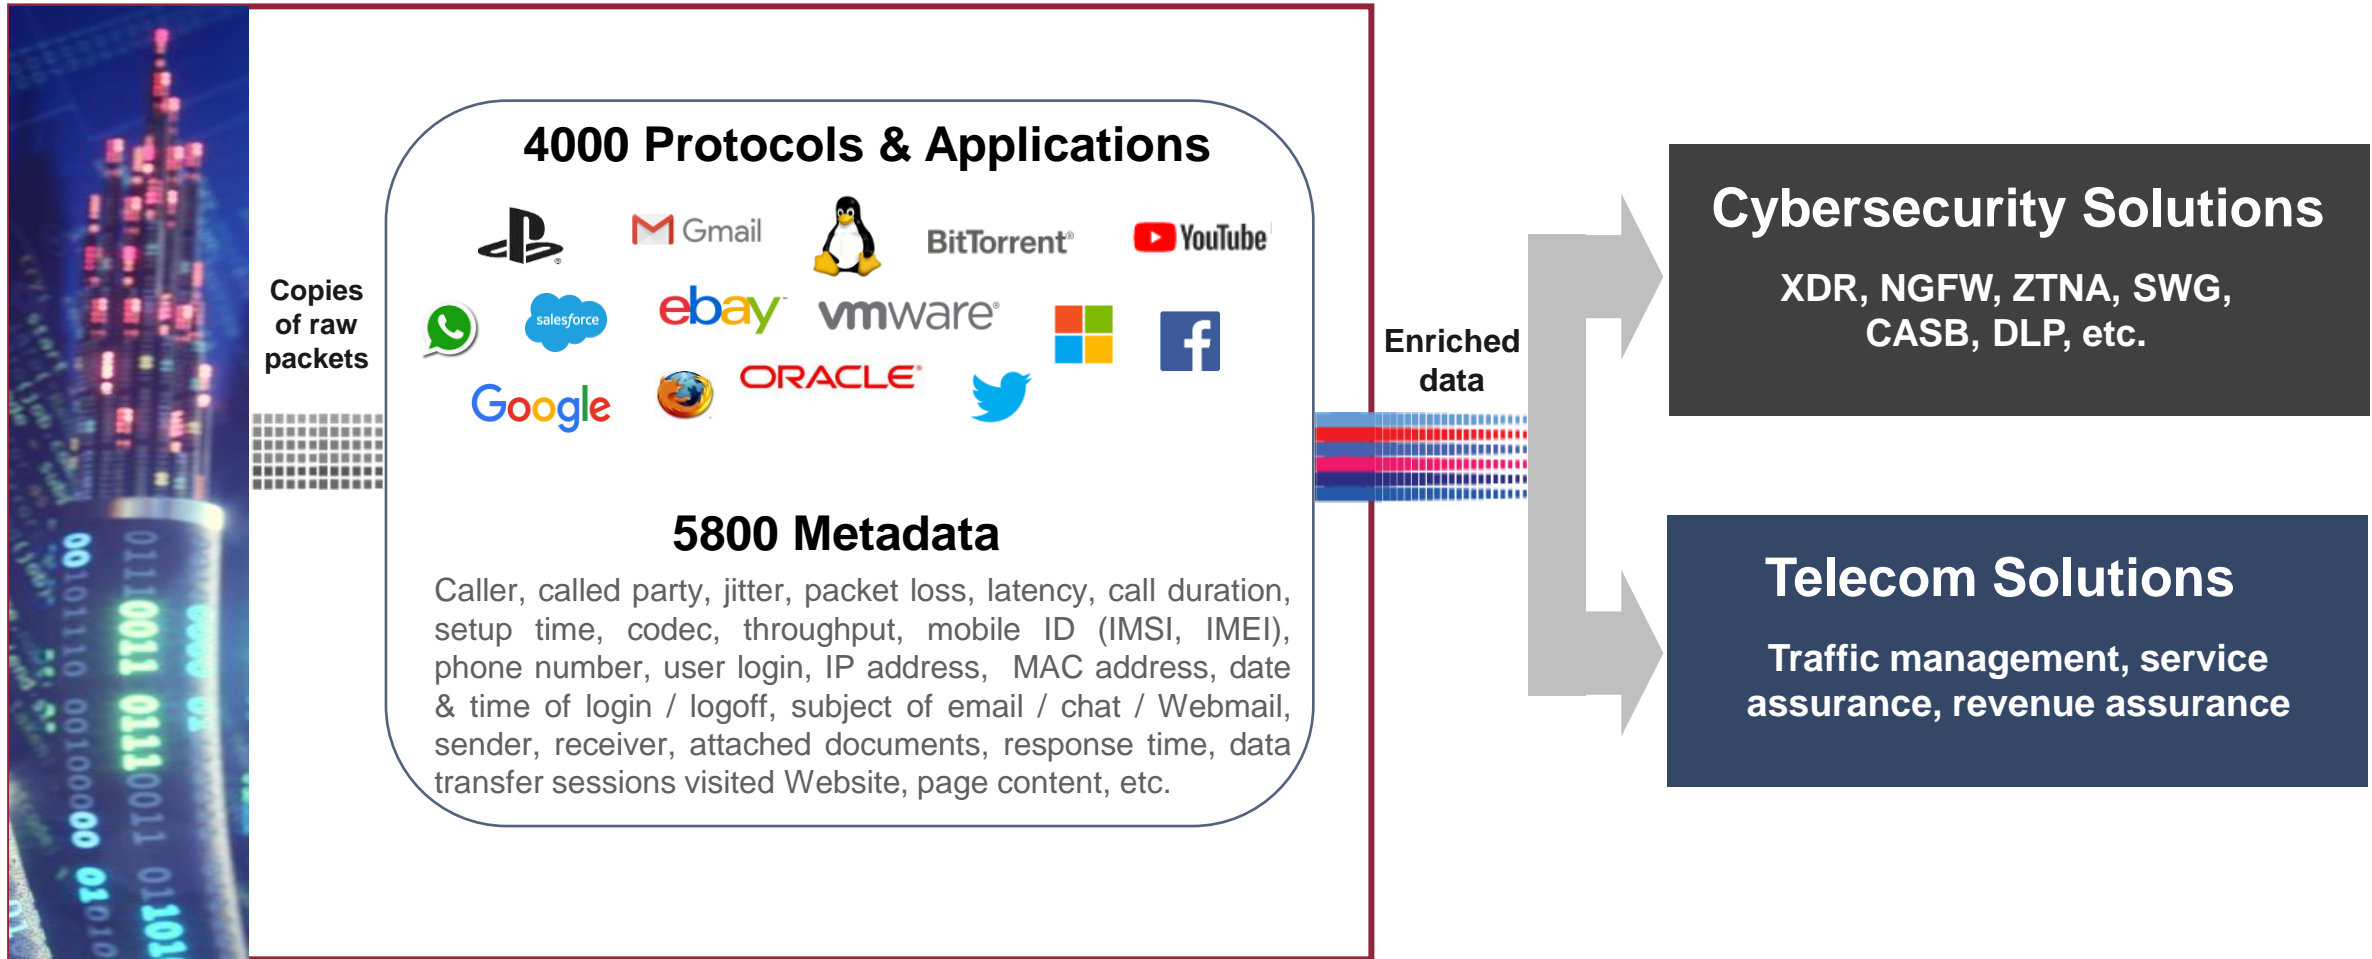 Copies
of raw
packets
4000 Protocols & Applications
Gmail
BitTorrent®
YouTube
salesforce
ebay
vmware®
Google
ORACLE®
5800 Metadata
Caller, called party, jitter, packet loss, latency, call duration,
setup time, codec, throughput, mobile ID (IMSI, IMEI),
phone number, user login, IP address, MAC address, date
& time of login / logoff, subject of email / chat / Webmail,
sender, receiver, attached documents, response time, data
transfer sessions visited Website, page content, etc.
Enriched
data
Cybersecurity Solutions
XDR, NGFW, ZTNA, SWG,
CASB, DLP, etc.
Telecom Solutions
Traffic management, service
assurance, revenue assurance